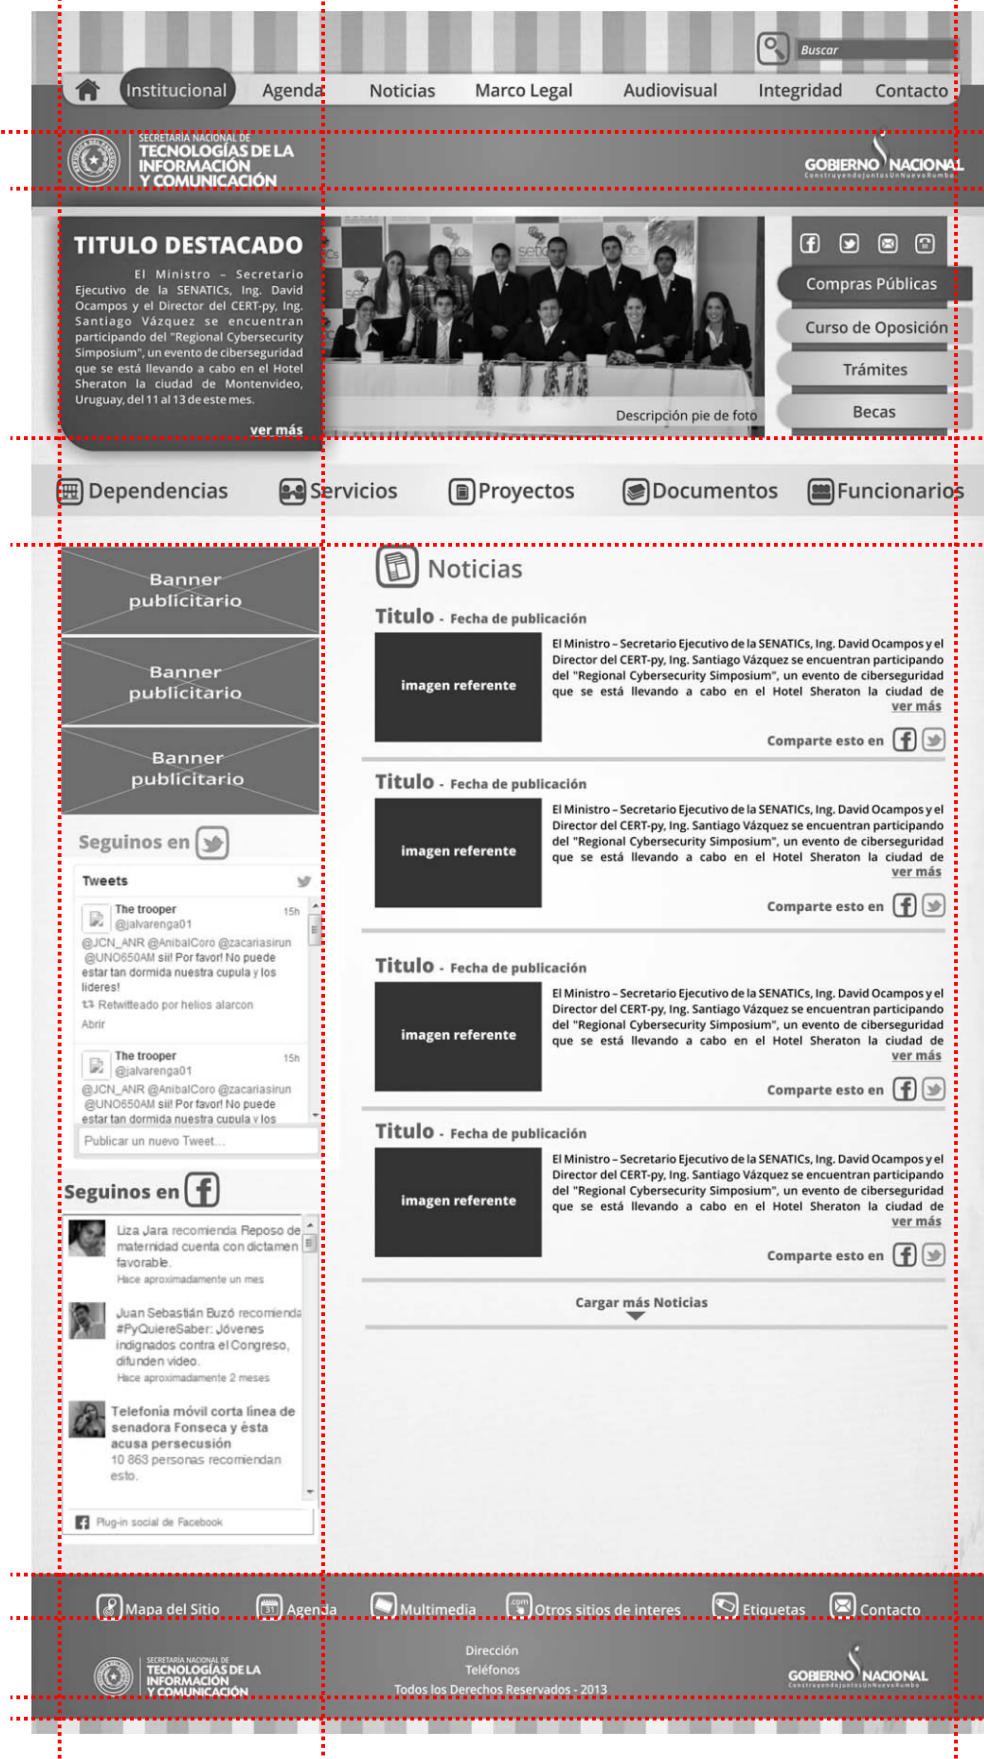 Buscar
Institucional Agenda Noticias Marco Legal Audiovisual Integridad Contacto
SECRETARÍA NACIONAL DE
TECNOLOGÍAS DE LA
INFORMACIÓN
Y COMUNICACIÓN
GOBIERNO NACIONAL
ConstruyendoJuntosUnNuevoRumbo
TITULO DESTACADO
El Ministro – Secretario
Ejecutivo de la SENATICs, Ing. David
Ocampos y el Director del CERT-py, Ing.
Santiago Vázquez se encuentran
participando del "Regional Cybersecurity
Simposium", un evento de ciberseguridad
que se está llevando a cabo en el Hotel
Sheraton la ciudad de Montenvideo,
Uruguay, del 11 al 13 de este mes.
ver más
Descripción pie de foto
Compras Públicas
Curso de Oposición
Trámites
Becas
Dependencias Servicios Proyectos Documentos Funcionarios
Banner
publicitario
Banner
publicitario
Banner
publicitario
Seguinos en
Tweets
The trooper 15h
@jalvarenga01
@JCN_ANR @AnibalCoro @zacariasirun
@UNO650AM sii! Por favor! No puede
estar tan dormida nuestra cupula y los
lideres!
Retwitteado por helios alarcon
Abrir
The trooper 15h
@jalvarenga01
@JCN_ANR @AnibalCoro @zacariasirun
@UNO650AM sii! Por favor! No puede
estar tan dormida nuestra cupula y los
Publicar un nuevo Tweet...
Seguinos en
Liza Jara recomienda Reposo de
maternidad cuenta con dictamen
favorable.
Hace aproximadamente un mes
Juan Sebastián Buzó recomienda
#PyQuiereSaber: Jóvenes
indignados contra el Congreso,
difunden video.
Hace aproximadamente 2 meses
Telefonía móvil corta línea de
senadora Fonseca y ésta
acusa persecusión
10 863 personas recomiendan
esto.
Plug-in social de Facebook
Noticias
Titulo - Fecha de publicación
imagen referente
El Ministro – Secretario Ejecutivo de la SENATICs, Ing. David Ocampos y el
Director del CERT-py, Ing. Santiago Vázquez se encuentran participando
del "Regional Cybersecurity Simposium", un evento de ciberseguridad
que se está llevando a cabo en el Hotel Sheraton la ciudad de
ver más
Comparte esto en
Titulo - Fecha de publicación
imagen referente
El Ministro – Secretario Ejecutivo de la SENATICs, Ing. David Ocampos y el
Director del CERT-py, Ing. Santiago Vázquez se encuentran participando
del "Regional Cybersecurity Simposium", un evento de ciberseguridad
que se está llevando a cabo en el Hotel Sheraton la ciudad de
ver más
Comparte esto en
Titulo - Fecha de publicación
imagen referente
El Ministro – Secretario Ejecutivo de la SENATICs, Ing. David Ocampos y el
Director del CERT-py, Ing. Santiago Vázquez se encuentran participando
del "Regional Cybersecurity Simposium", un evento de ciberseguridad
que se está llevando a cabo en el Hotel Sheraton la ciudad de
ver más
Comparte esto en
Titulo - Fecha de publicación
imagen referente
El Ministro – Secretario Ejecutivo de la SENATICs, Ing. David Ocampos y el
Director del CERT-py, Ing. Santiago Vázquez se encuentran participando
del "Regional Cybersecurity Simposium", un evento de ciberseguridad
que se está llevando a cabo en el Hotel Sheraton la ciudad de
ver más
Comparte esto en
Cargar más Noticias
Mapa del Sitio 31 Agenda Multimedia .com Otros sitios de interes Etiquetas Contacto
SECRETARÍA NACIONAL DE
TECNOLOGÍAS DE LA
INFORMACIÓN
Y COMUNICACIÓN
Dirección
Teléfonos
Todos los Derechos Reservados - 2013
GOBIERNO NACIONAL
ConstruyendoJuntosUnNuevoRumbo